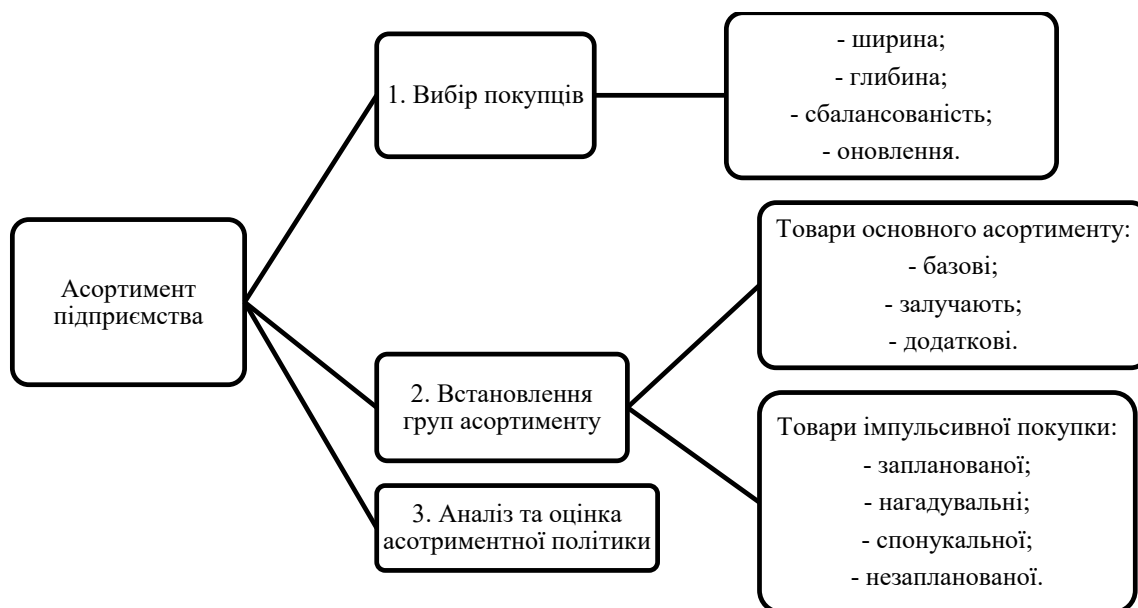 Асортимент
підприємства
1. Вибір покупців
- ширина;
- глибина;
- сбалансованість;
- оновлення.
2. Встановлення
груп асортименту
Товари основного асортименту:
- базові;
- залучають;
- додаткові.
Товари імпульсивної покупки:
- запланованої;
- нагадувальні;
- спонукальної;
- незапланованої.
3. Аналіз та оцінка
асотриментної політики